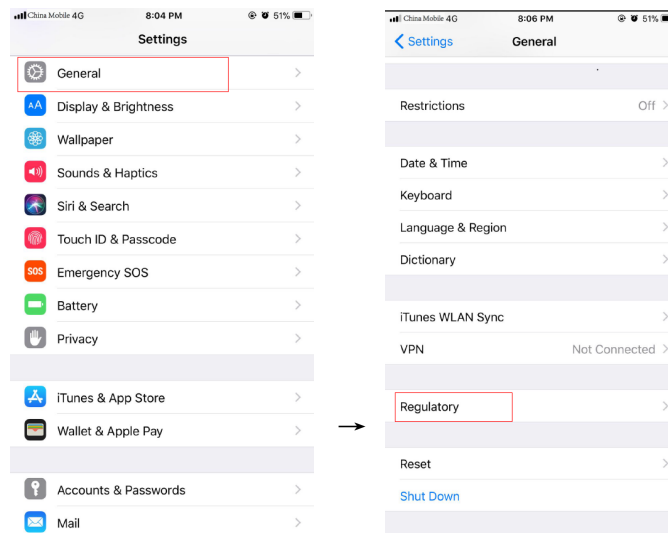 China Mobile 4G 8:04 PM 51%
Settings
General
AA Display & Brightness
Wallpaper
Sounds & Haptics
Siri & Search
Touch ID & Passcode
SOS Emergency SOS
Battery
Privacy
iTunes & App Store
Wallet & Apple Pay
Accounts & Passwords
Mail
China Mobile 4G 8:06 PM 51%
Settings General
Restrictions Off
Date & Time
Keyboard
Language & Region
Dictionary
iTunes WLAN Sync
VPN Not Connected
Regulatory
Reset
Shut Down